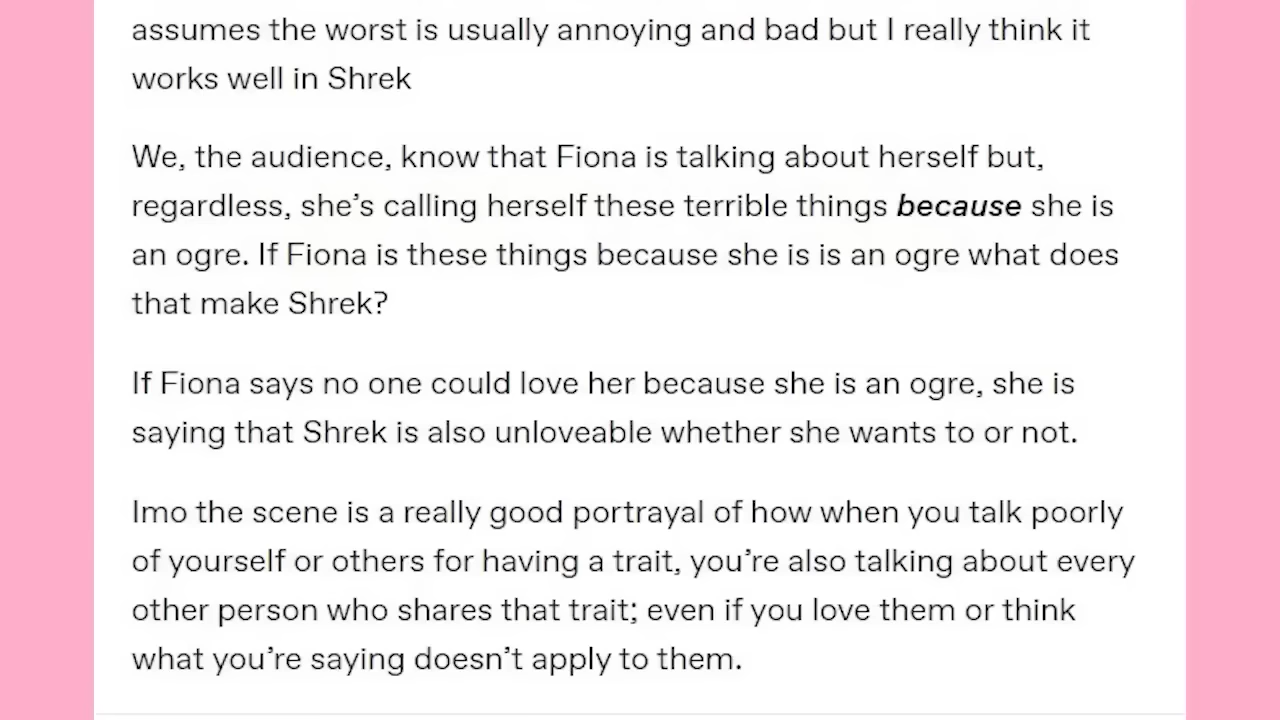 assumes the worst is usually annoying and bad but I really think it
works well in Shrek
We, the audience, know that Fiona is talking about herself but,
regardless, she’s calling herself these terrible things because she is
an ogre. If Fiona is these things because she is is an ogre what does
that make Shrek?
If Fiona says no one could love her because she is an ogre, she is
saying that Shrek is also unloveable whether she wants to or not.
Imo the scene is a really good portrayal of how when you talk poorly
of yourself or others for having a trait, you’re also talking about every
other person who shares that trait; even if you love them or think
what you’re saying doesn’t apply to them.